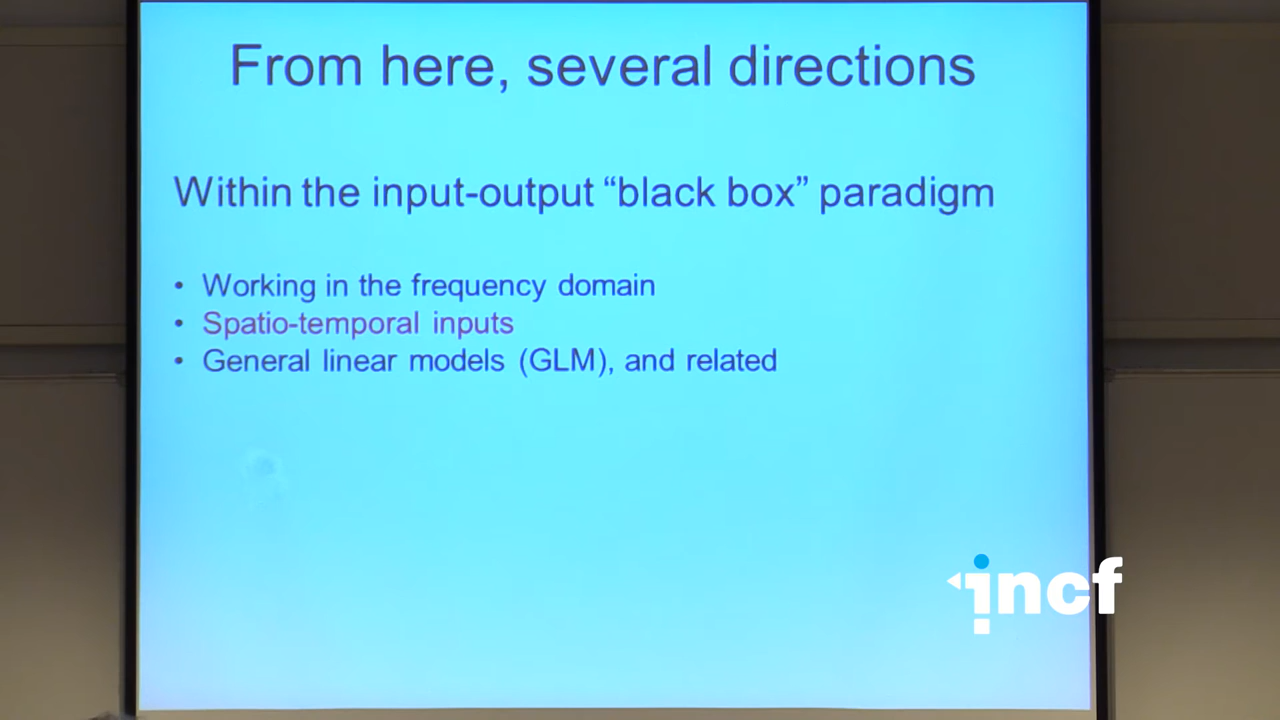 From here, several directions
Within the input-output “black box” paradigm
• Working in the frequency domain
• Spatio-temporal inputs
• General linear models (GLM), and related
incf